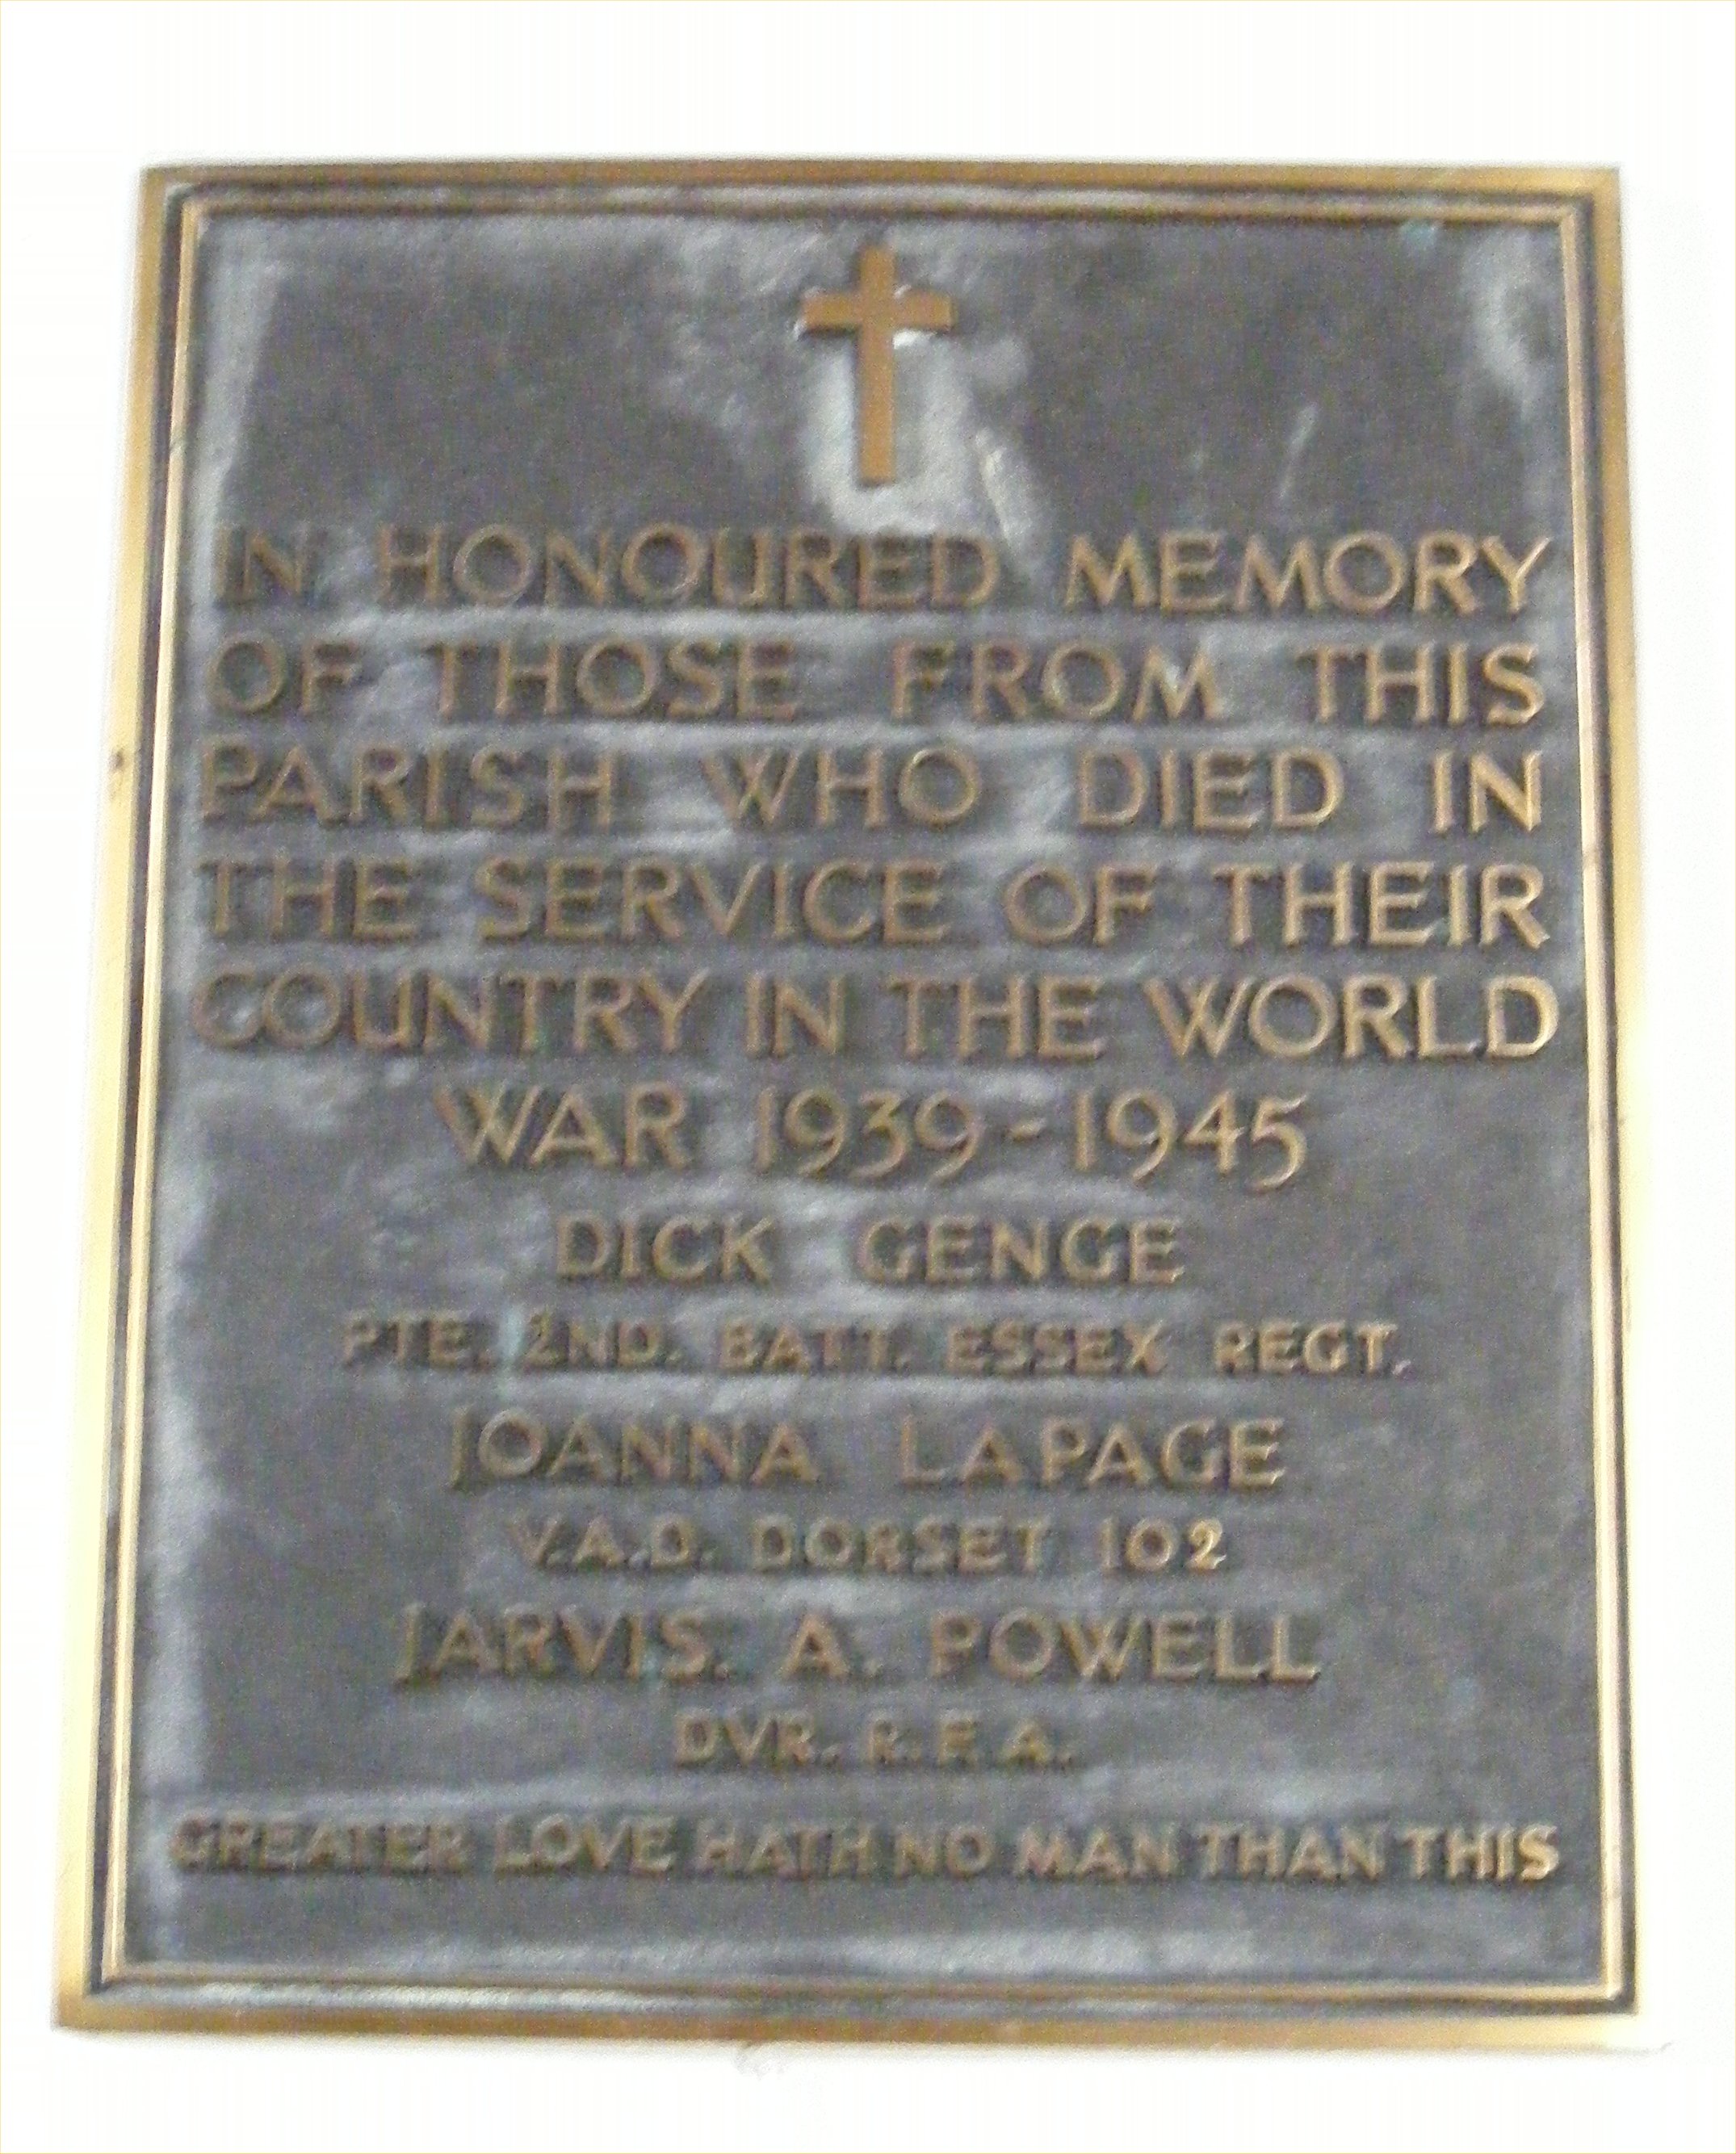 IN HONOURED MEMORY
OF THOSE FROM THIS
PARISH WHO DIED IN
THE SERVICE OF THEIR
COUNTRY IN THE WORLD
WAR 1939-1945
DICK GENGE
PTE. 2ND. BATT. ESSEX REGT.
JOANNA LAPAGE
V.A.D. DORSET 102
JARVIS. A. POWELL
DVR. R.F.A.
GREATER LOVE HATH NO MAN THAN THIS